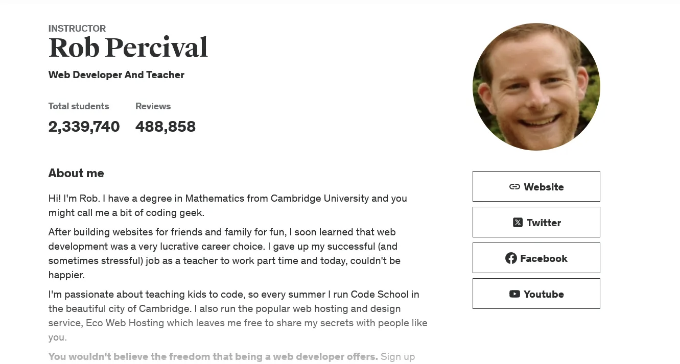 INSTRUCTOR
Rob Percival
Web Developer And Teacher
Total students Reviews
2,339,740 488,858
About me
Hi! I'm Rob. I have a degree in Mathematics from Cambridge University and you
might call me a bit of coding geek.
After building websites for friends and family for fun, I soon learned that web
development was a very lucrative career choice. I gave up my successful (and
sometimes stressful) job as a teacher to work part time and today, couldn't be
happier.
I'm passionate about teaching kids to code, so every summer I run Code School in
the beautiful city of Cambridge. I also run the popular web hosting and design
service, Eco Web Hosting which leaves me free to share my secrets with people like
you.
You wouldn't believe the freedom that being a web developer offers. Sign up
Website
Twitter
Facebook
Youtube